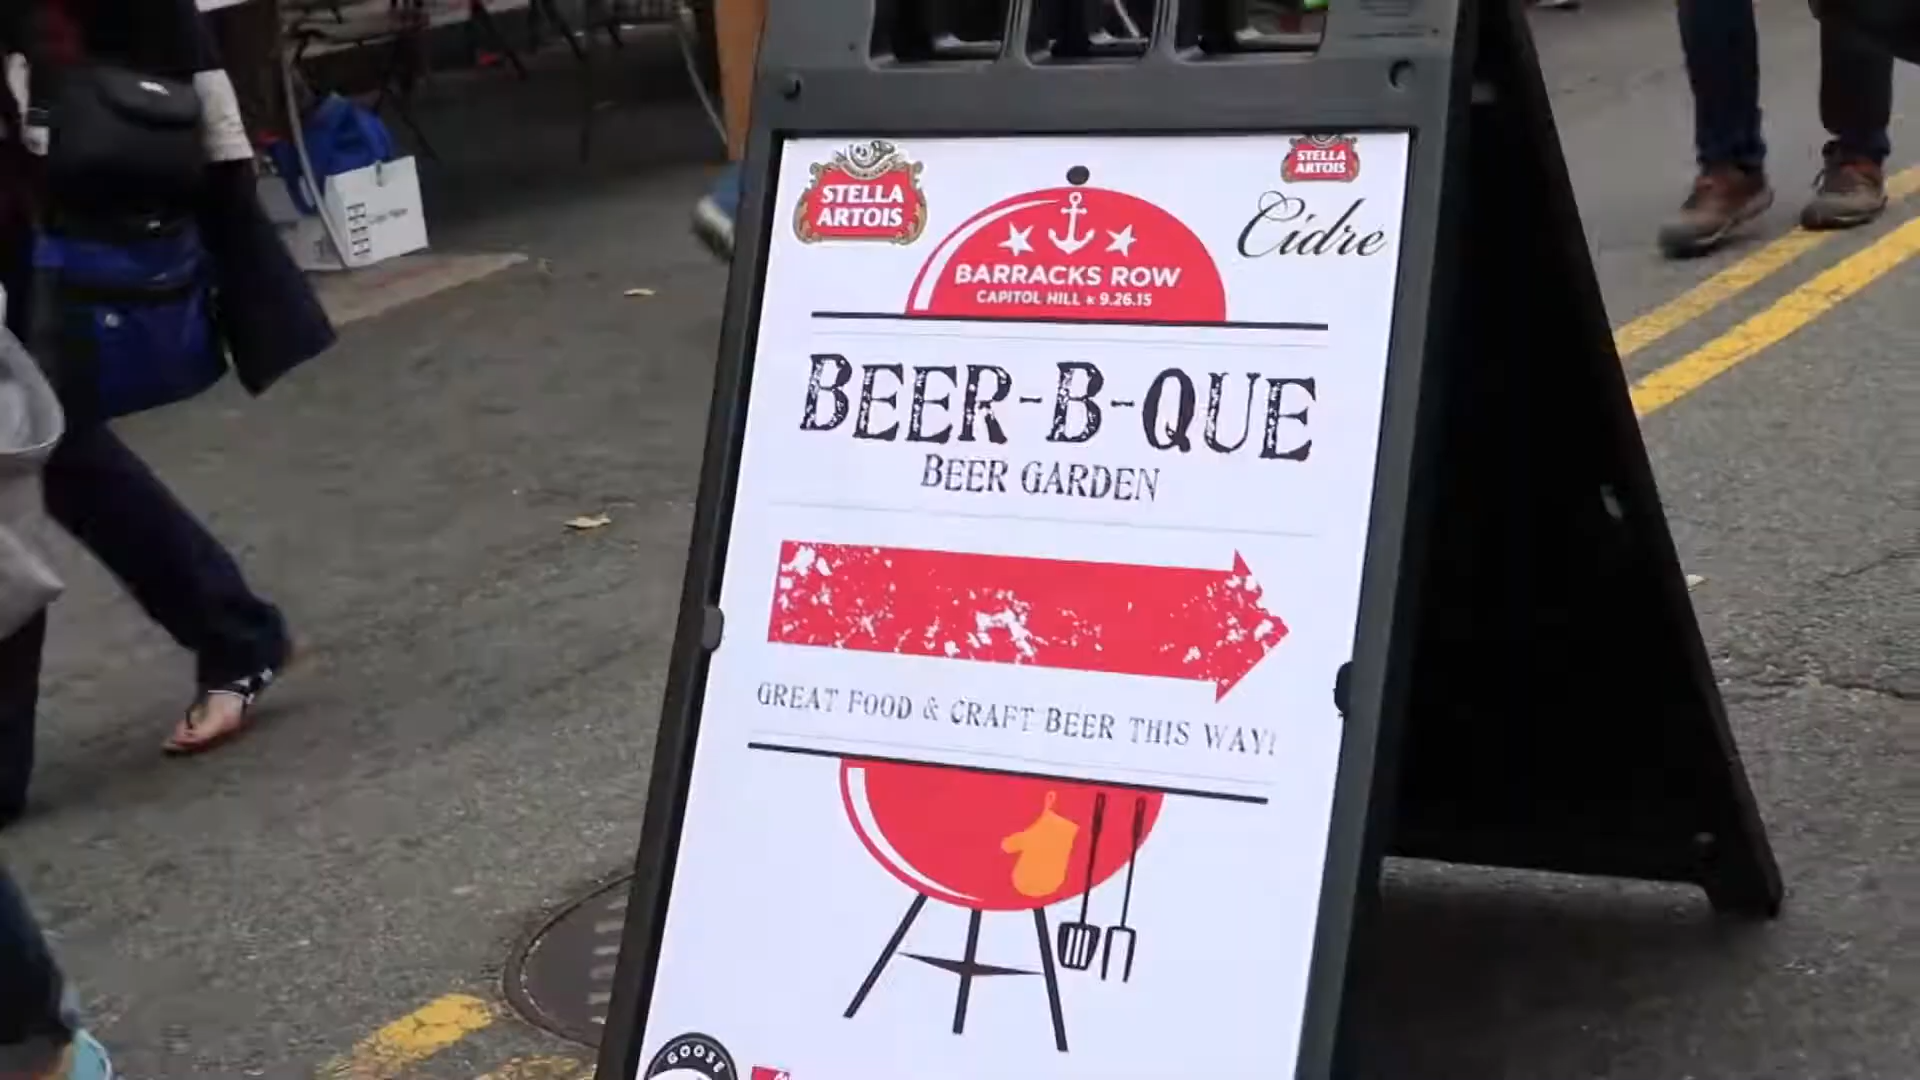 STELLA
ARTOIS
STELLA
ARTOIS
Cidre
BARRACKS ROW
CAPITOL HILL ★ 9.26.15
BEER-B-QUE
BEER GARDEN
GREAT FOOD & CRAFT BEER THIS WAY!
GOOSE